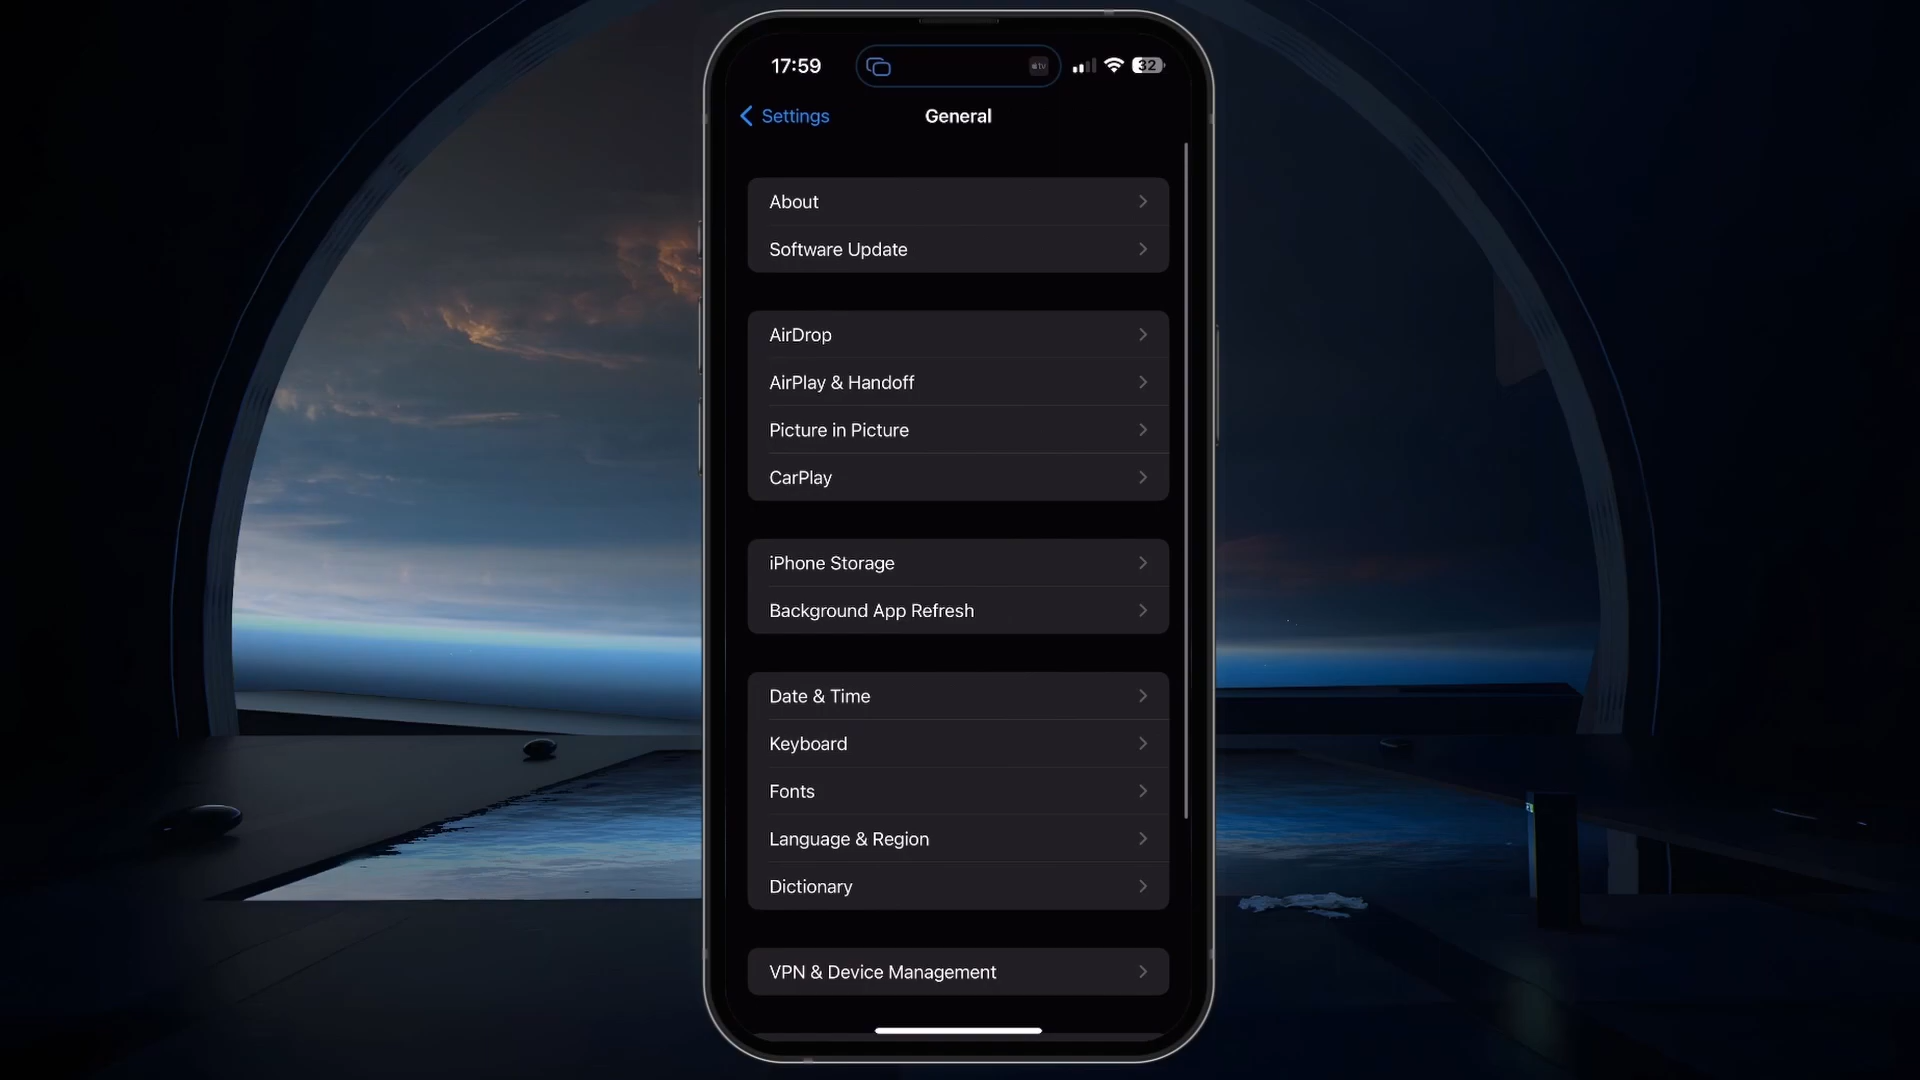 17:59
tv
32
Settings
General
About
Software Update
AirDrop
AirPlay & Handoff
Picture in Picture
CarPlay
iPhone Storage
Background App Refresh
Date & Time
Keyboard
Fonts
Language & Region
Dictionary
VPN & Device Management